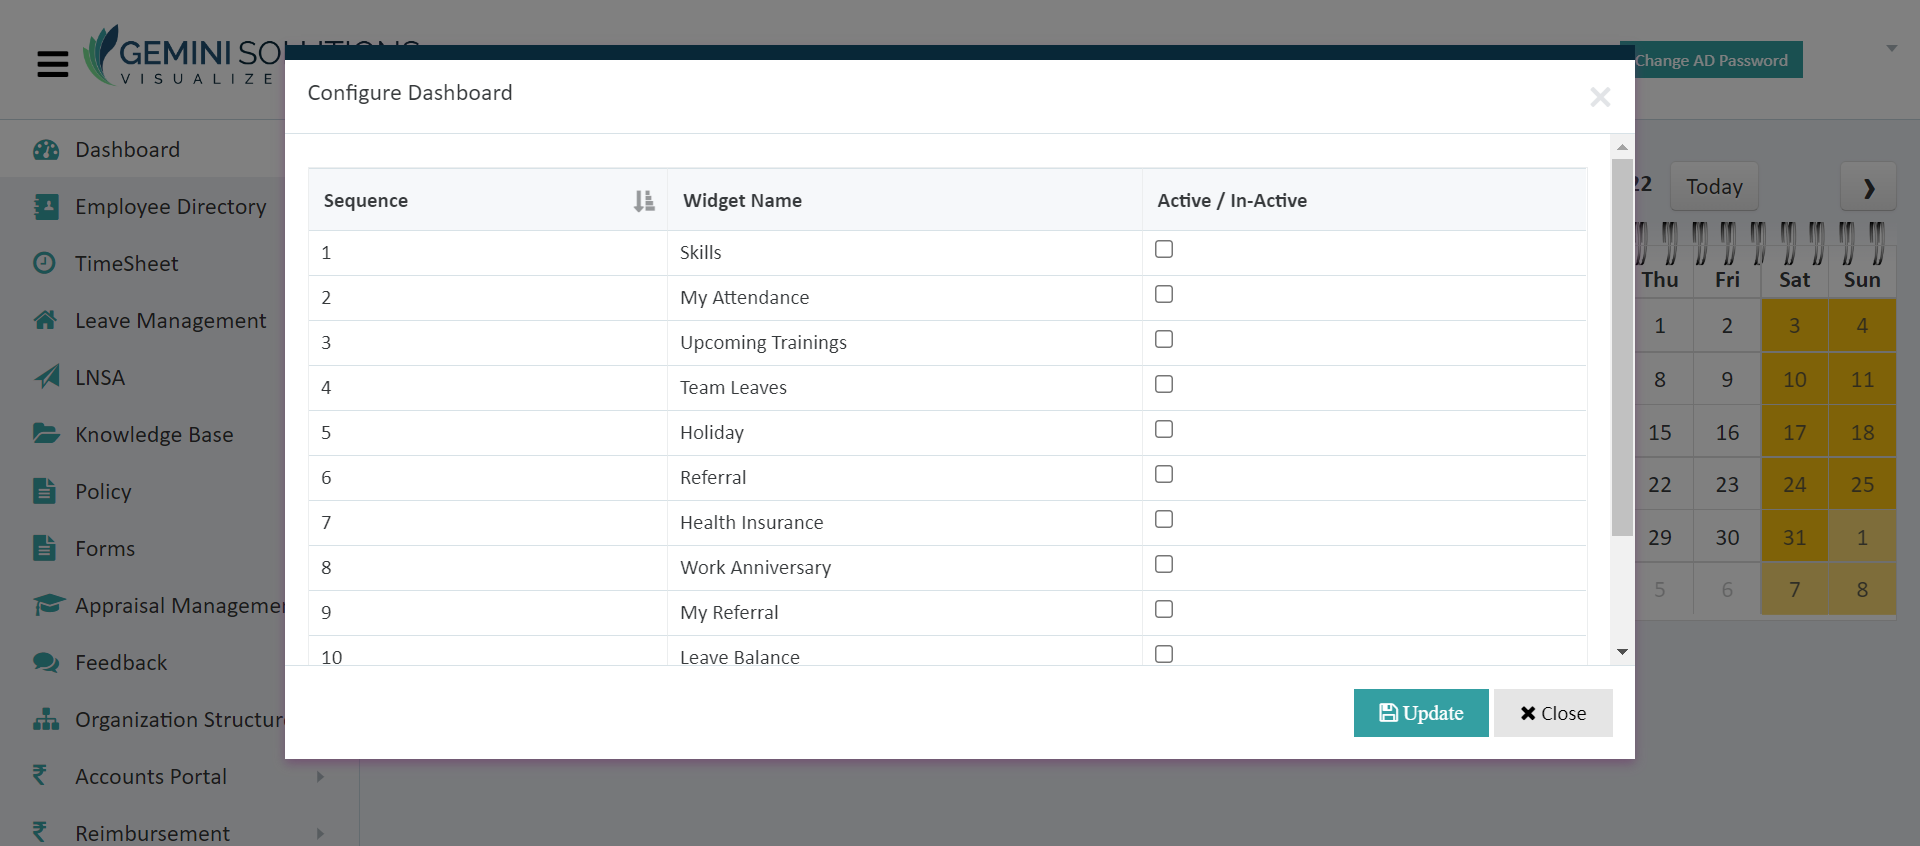 GEMINI SOLUTIONS
VISUALIZE
Change AD Password
Configure Dashboard
×
Dashboard
Employee Directory
TimeSheet
Leave Management
LNSA
Knowledge Base
Policy
Forms
Appraisal Managemen
Feedback
Organization Structur
Accounts Portal
Reimbursement
Sequence Widget Name Active / In-Active
1 Skills
2 My Attendance
3 Upcoming Trainings
4 Team Leaves
5 Holiday
6 Referral
7 Health Insurance
8 Work Anniversary
9 My Referral
10 Leave Balance
Update
Close
22 Today
Thu Fri Sat Sun
1 2 3 4
8 9 10 11
15 16 17 18
22 23 24 25
29 30 31 1
5 6 7 8